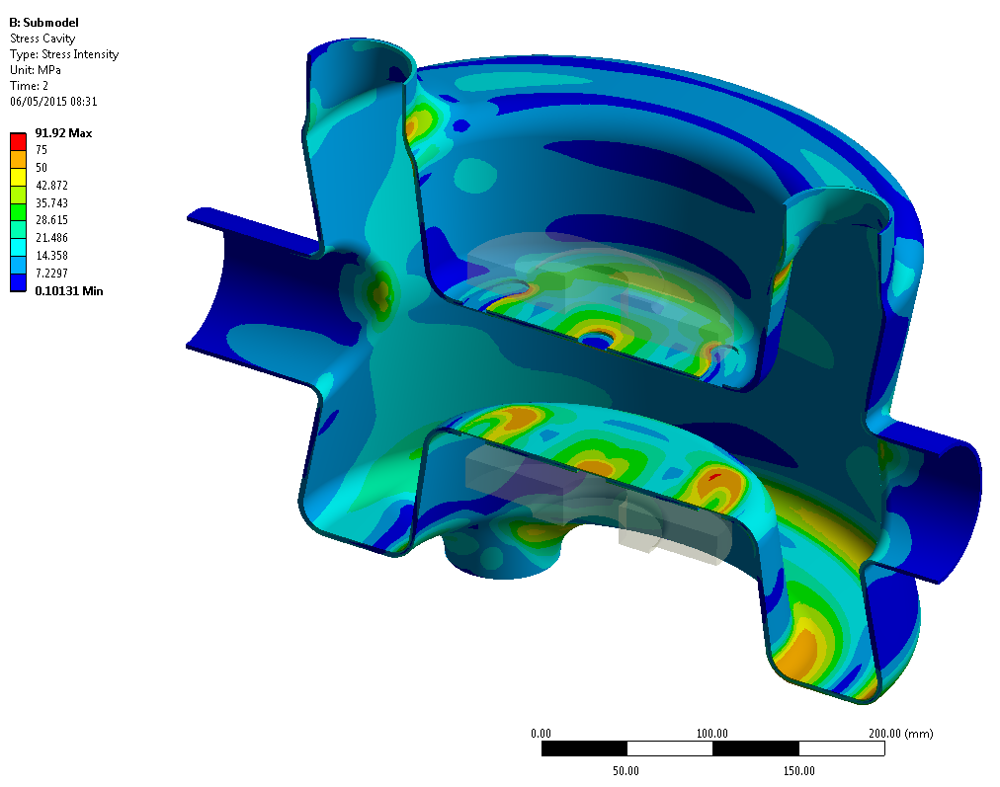 B: Submodel
Stress Cavity
Type: Stress Intensity
Unit: MPa
Time: 2
06/05/2015 08:31
91.92 Max
75
50
42.872
35.743
28.615
21.486
14.358
7.2297
0.10131 Min
0.00 100.00 200.00 (mm)
50.00 150.00